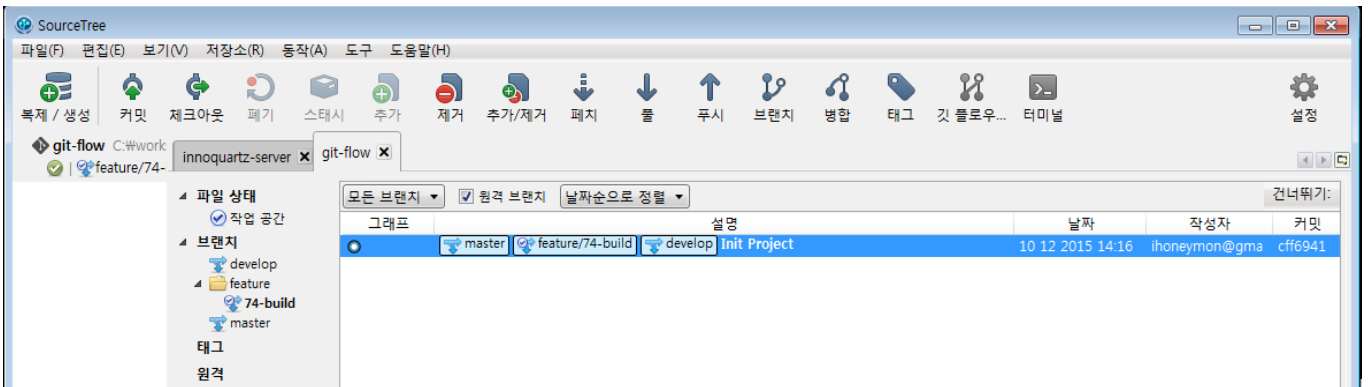 SourceTree
파일(F) 편집(E) 보기(V) 저장소(R) 동작(A) 도구 도움말(H)
복제 / 생성 커밋 체크아웃 폐기 스태시 추가 제거 추가/제거 패치 풀 푸시 브랜치 병합 태그 깃 플로우... 터미널 설정
git-flow C:₩work
feature/74-
innoquartz-server git-flow
파일 상태
작업 공간
브랜치
develop
feature
74-build
master
태그
원격
모든 브랜치 원격 브랜치 날짜순으로 정렬 건너뛰기:
그래프 설명 날짜 작성자 커밋
master feature/74-build develop Init Project 10 12 2015 14:16 ihoneymon@gma cff6941